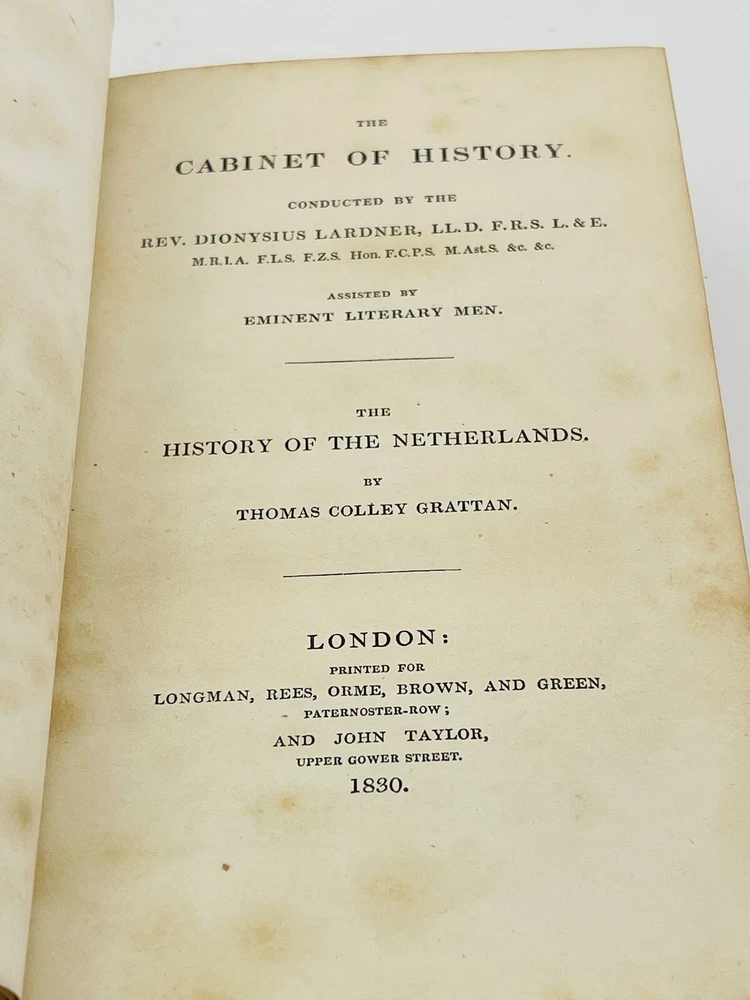 THE
CABINET OF HISTORY.
CONDUCTED BY THE
REV. DIONYSIUS LARDNER, LL.D. F.R.S. L. & E.
M.R.I.A. F.L.S. F.Z.S. Hon. F.C.P.S. M.Ast.S. &c. &c.
ASSISTED BY
EMINENT LITERARY MEN.
THE
HISTORY OF THE NETHERLANDS.
BY
THOMAS COLLEY GRATTAN.
LONDON:
PRINTED FOR
LONGMAN, REES, ORME, BROWN, AND GREEN,
PATERNOSTER-ROW;
AND JOHN TAYLOR,
UPPER GOWER STREET.
1830.